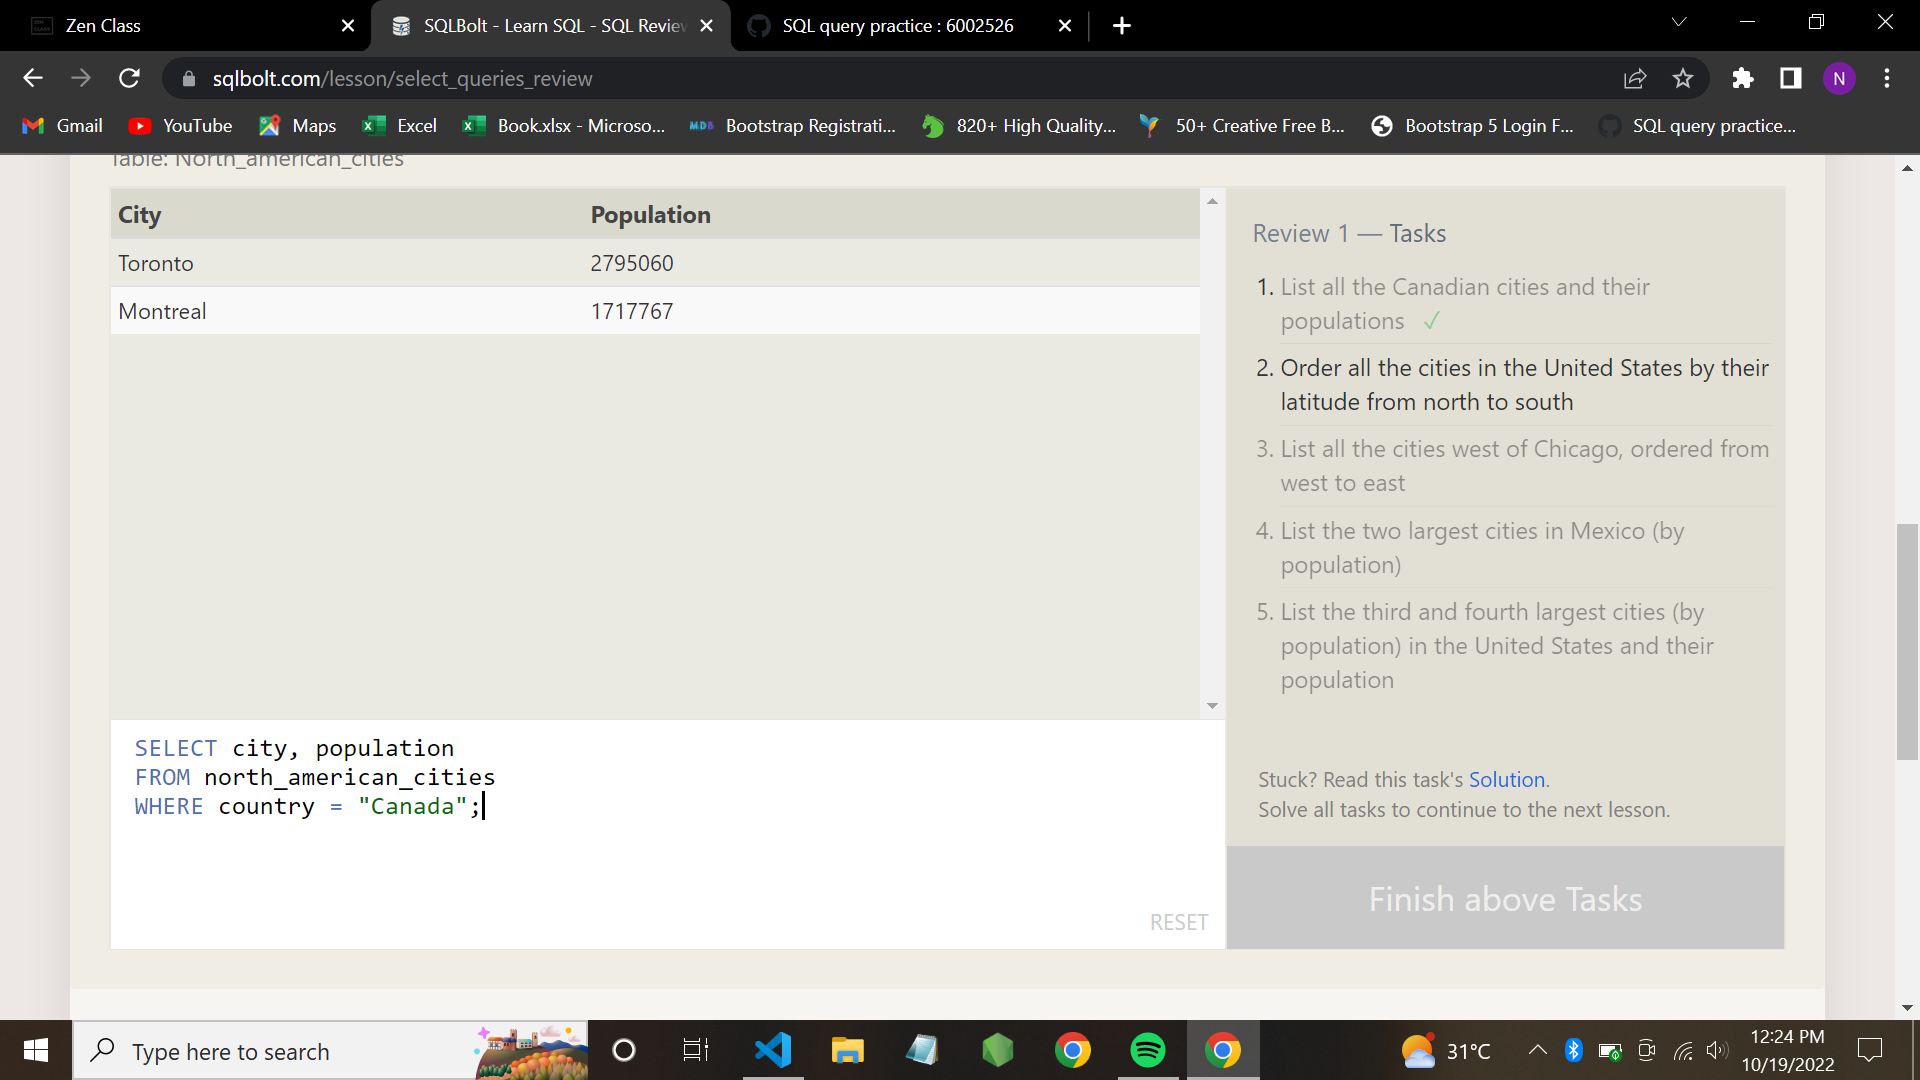 Zen Class
SQLBolt - Learn SQL - SQL Review
SQL query practice : 6002526
sqlbolt.com/lesson/select_queries_review
N
Gmail
YouTube
Maps
Excel
Book.xlsx - Microso...
MDB
Bootstrap Registrati...
820+ High Quality...
50+ Creative Free B...
Bootstrap 5 Login F...
SQL query practice...
Table: North_american_cities
City Population
Toronto 2795060
Montreal 1717767
SELECT city, population
FROM north_american_cities
WHERE country = "Canada";
RESET
Review 1 — Tasks
1. List all the Canadian cities and their
populations ✓
2. Order all the cities in the United States by their
latitude from north to south
3. List all the cities west of Chicago, ordered from
west to east
4. List the two largest cities in Mexico (by
population)
5. List the third and fourth largest cities (by
population) in the United States and their
population
Stuck? Read this task's Solution.
Solve all tasks to continue to the next lesson.
Finish above Tasks
Type here to search
31°C
12:24 PM
10/19/2022